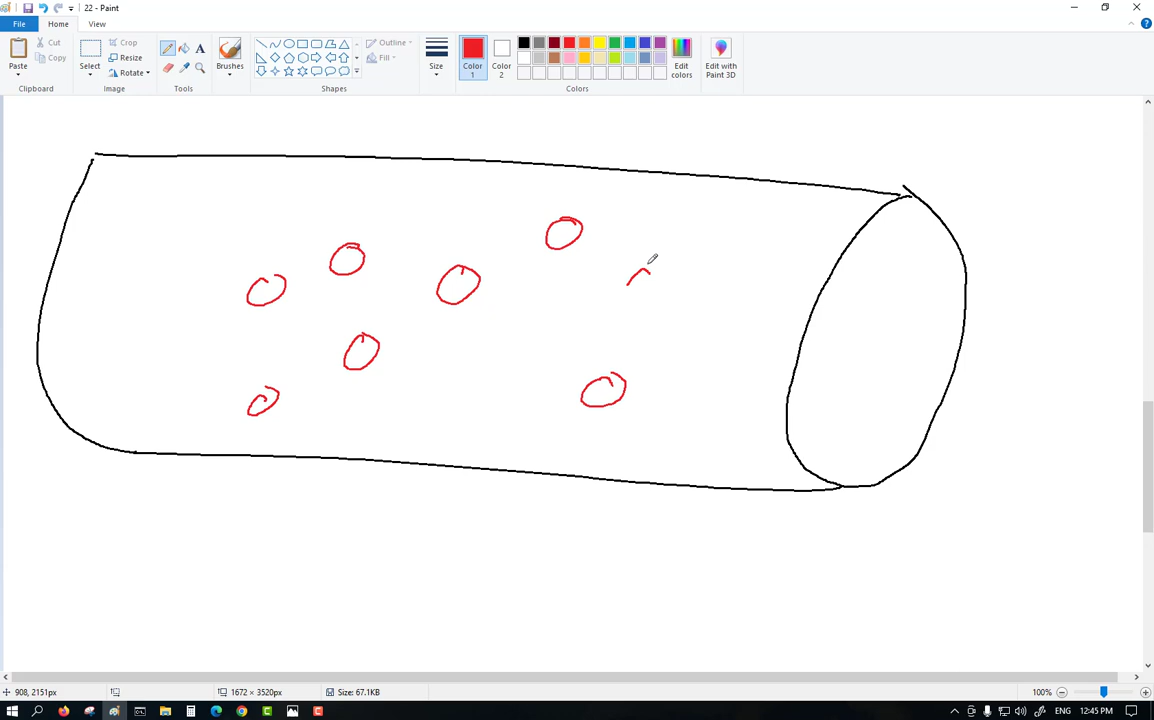 22 - Paint
File Home View
Paste Cut Copy
Clipboard
Select Crop Resize Rotate
Image
A
Tools
Brushes
Outline
Fill
Shapes
Size
Color 1
Color 2
Edit colors
Edit with Paint 3D
Colors
908, 2151px
1672 × 3520px
Size: 67.1KB
100%
ENG
12:45 PM